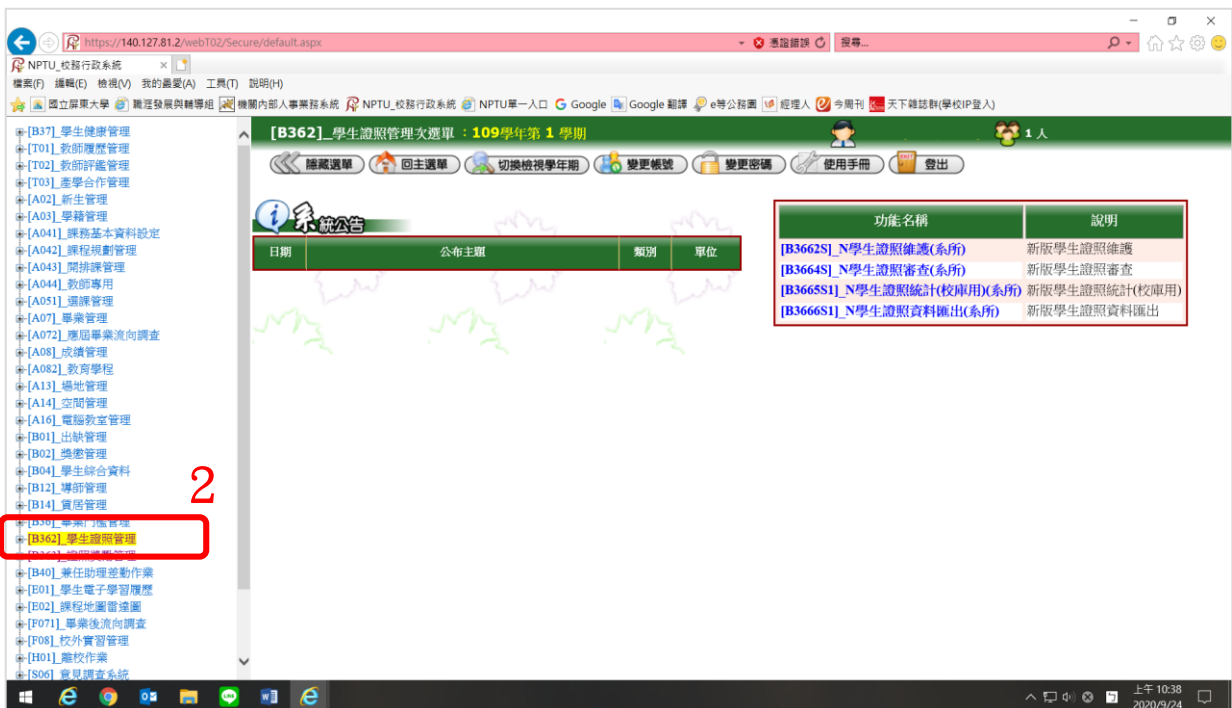 https://140.127.81.2/webT02/Secure/default.aspx
憑證錯誤
搜尋...
NPTU_校務行政系統
檔案(F) 編輯(E) 檢視(V) 我的最愛(A) 工具(T) 說明(H)
國立屏東大學 職涯發展與輔導組 機關內部人事業務系統 NPTU_校務行政系統 NPTU單一入口 Google Google 翻譯 e等公務園 經理人 今周刊 天下雜誌群(學校IP登入)
[B37]_學生健康管理
[T01]_教師履歷管理
[T02]_教師評鑑管理
[T03]_產學合作管理
[A02]_新生管理
[A03]_學籍管理
[A041]_課務基本資料設定
[A042]_課程規劃管理
[A043]_開排課管理
[A044]_教師專用
[A051]_選課管理
[A07]_畢業管理
[A072]_應屆畢業流向調查
[A08]_成績管理
[A082]_教育學程
[A13]_場地管理
[A14]_空間管理
[A16]_電腦教室管理
[B01]_出缺管理
[B02]_獎懲管理
[B04]_學生綜合資料
[B12]_導師管理
[B14]_賃居管理
[B36]_畢業門檻管理
[B362]_學生證照管理
[B363]_證照獎勵管理
[B40]_兼任助理差勤作業
[E01]_學生電子學習履歷
[E02]_課程地圖雷達圖
[F071]_畢業後流向調查
[F08]_校外實習管理
[H01]_離校作業
[S06]_意見調查系統
2
[B362]_學生證照管理次選單:109學年第 1 學期
1 人
隱藏選單 回主選單 切換檢視學年期 變更帳號 變更密碼 使用手冊 登出
系統公告
日期 公布主題 類別 單位
功能名稱 說明
[B3662S]_N學生證照維護(系所) 新版學生證照維護
[B3664S]_N學生證照審查(系所) 新版學生證照審查
[B3665S1]_N學生證照統計(校庫用)(系所) 新版學生證照統計(校庫用)
[B3666S1]_N學生證照資料匯出(系所) 新版學生證照資料匯出
上午 10:38
2020/9/24